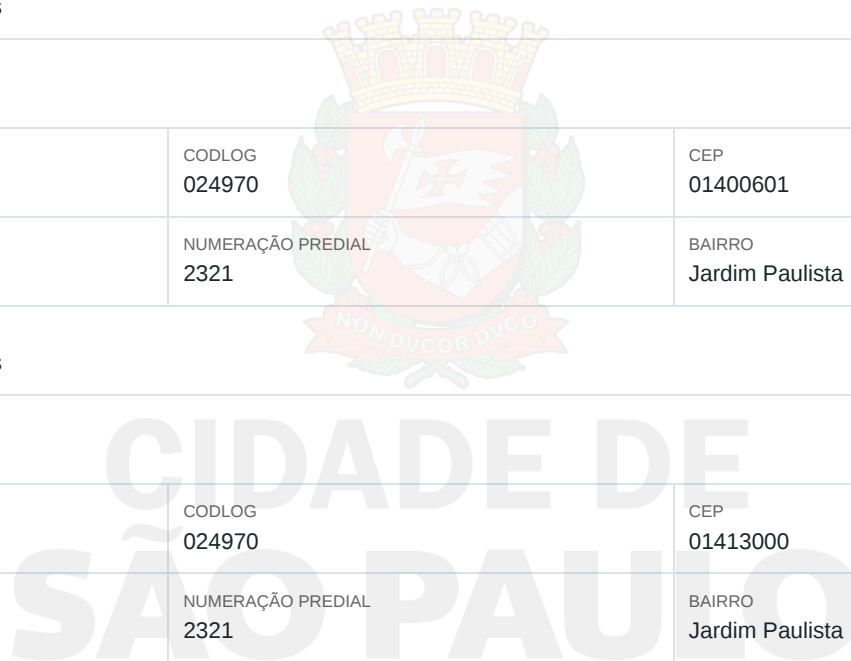 s
CODLOG CEP
024970 01400601
NUMERAÇÃO PREDIAL BAIRRO
2321 Jardim Paulista
NON DVCOR DVCO
s
CIDADE DE
CODLOG CEP
024970 01413000
SÃO PAULO
NUMERAÇÃO PREDIAL BAIRRO
2321 Jardim Paulista